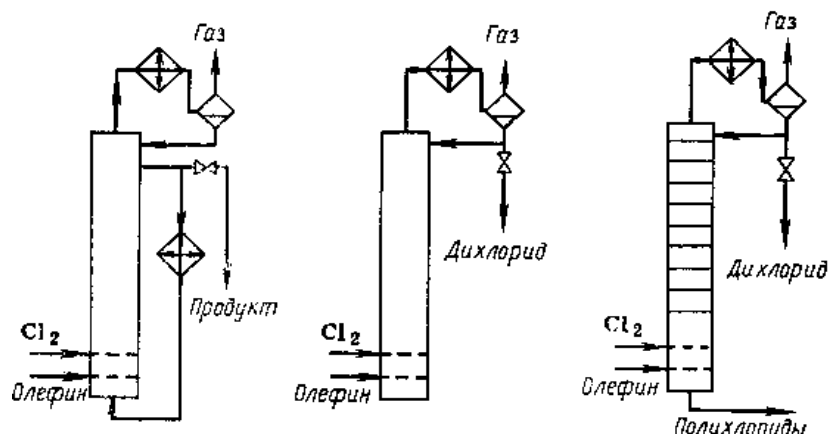 Газ
Продукт
Cl2
Олефин
Газ
Дихлорид
Cl2
Олефин
Газ
Дихлорид
Cl2
Олефин
Полихлориды